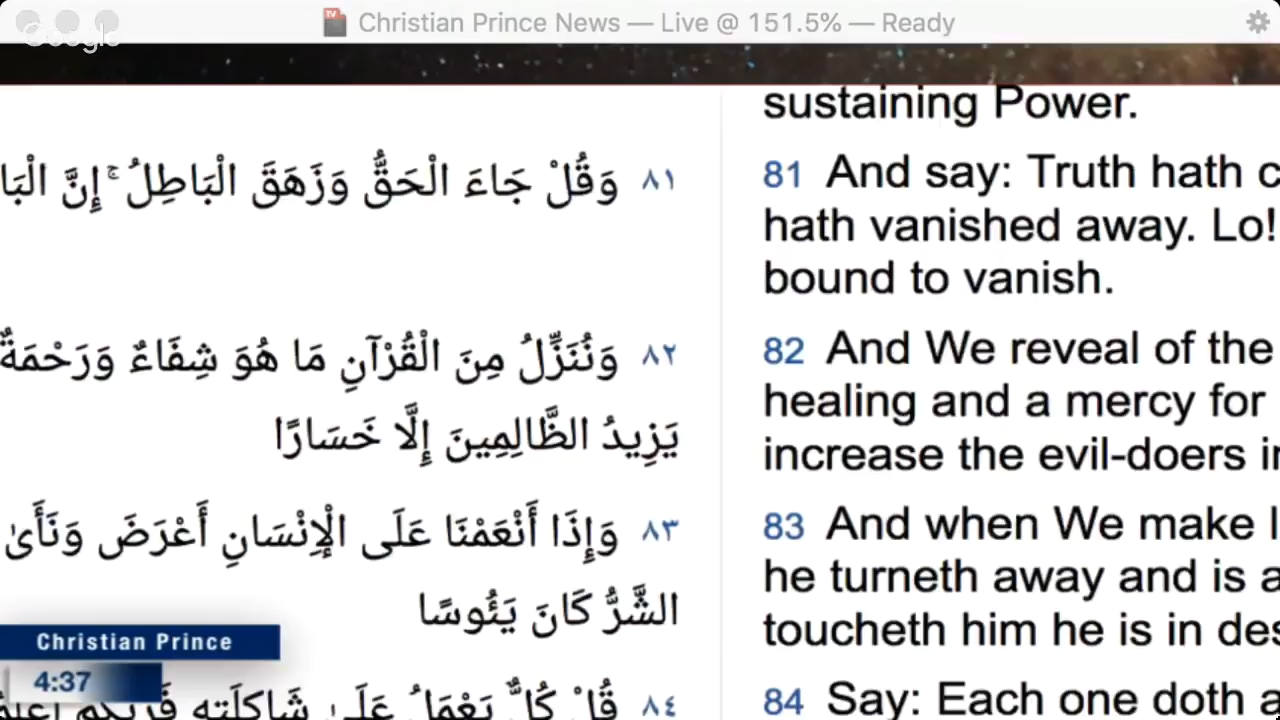 Christian Prince News — Live @ 151.5% — Ready
Google
sustaining Power.
٨١ وَقُلْ جَاءَ الْحَقُّ وَزَهَقَ الْبَاطِلُ ۚ إِنَّ
81 And say: Truth hath
hath vanished away. Lo!
bound to vanish.
٨٢ وَنُنَزِّلُ مِنَ الْقُرْآنِ مَا هُوَ شِفَاءٌ وَرَحْمَةٌ
يَزِيدُ الظَّالِمِينَ إِلَّا خَسَارًا
82 And We reveal of the
healing and a mercy for
increase the evil-doers
٨٣ وَإِذَا أَنْعَمْنَا عَلَى الْإِنْسَانِ أَعْرَضَ وَنَأَىٰ
الشَّرُّ كَانَ يَئُوسًا
83 And when We make
he turneth away and is
toucheth him he is in
٨٤ قُلْ كُلٌّ يَعْمَلُ عَلَىٰ شَاكِلَتِهِ فَرَبُّكُمْ
84 Say: Each one doth
Christian Prince
4:37